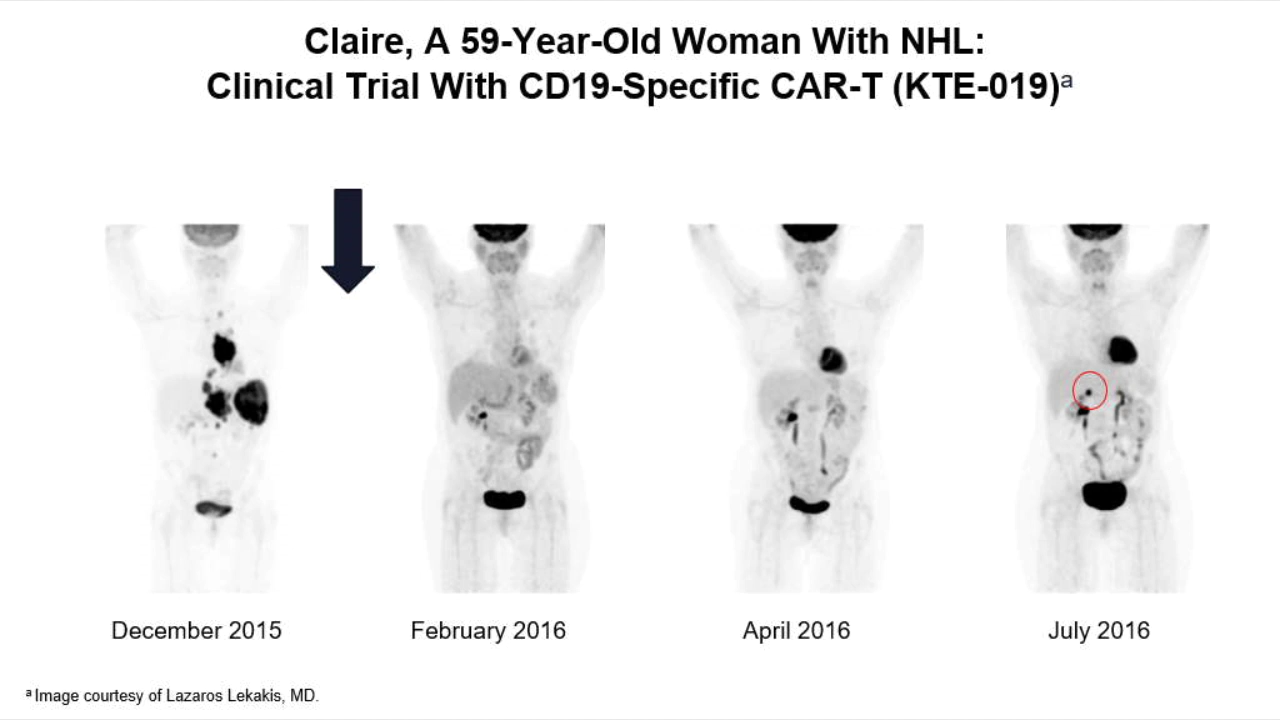 Claire, A 59-Year-Old Woman With NHL:
Clinical Trial With CD19-Specific CAR-T (KTE-019)ª
December 2015
February 2016
April 2016
July 2016
ª Image courtesy of Lazaros Lekakis, MD.